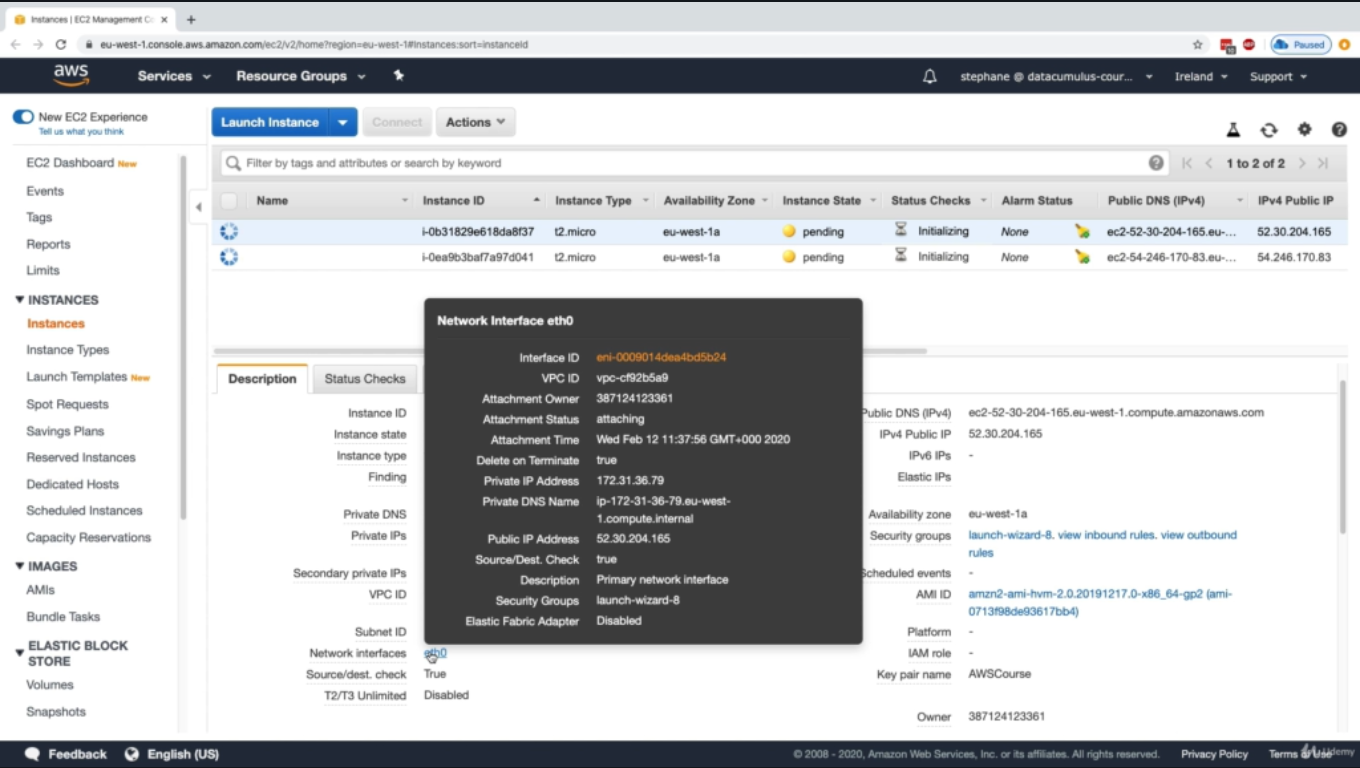 Instances | EC2 Management Co
eu-west-1.console.aws.amazon.com/ec2/v2/home?region=eu-west-1#Instances:sort=instanceId
Paused
aws
Services
Resource Groups
stephane @ datacumulus-cour...
Ireland
Support
New EC2 Experience
Tell us what you think
EC2 Dashboard New
Events
Tags
Reports
Limits
INSTANCES
Instances
Instance Types
Launch Templates New
Spot Requests
Savings Plans
Reserved Instances
Dedicated Hosts
Scheduled Instances
Capacity Reservations
IMAGES
AMIs
Bundle Tasks
ELASTIC BLOCK
STORE
Volumes
Snapshots
Launch Instance
Connect
Actions
Filter by tags and attributes or search by keyword
1 to 2 of 2
Name Instance ID Instance Type Availability Zone Instance State Status Checks Alarm Status Public DNS (IPv4) IPv4 Public IP
i-0b31829e618da8f37 t2.micro eu-west-1a pending Initializing None ec2-52-30-204-165.eu-... 52.30.204.165
i-0ea9b3baf7a97d041 t2.micro eu-west-1a pending Initializing None ec2-54-246-170-83.eu-... 54.246.170.83
Network Interface eth0
Interface ID eni-0009014dea4bd5b24
VPC ID vpc-cf92b5a9
Attachment Owner 387124123361
Attachment Status attaching
Attachment Time Wed Feb 12 11:37:56 GMT+000 2020
Delete on Terminate true
Private IP Address 172.31.36.79
Private DNS Name ip-172-31-36-79.eu-west-
1.compute.internal
Public IP Address 52.30.204.165
Source/Dest. Check true
Description Primary network interface
Security Groups launch-wizard-8
Elastic Fabric Adapter Disabled
Description
Status Checks
Instance ID
Instance state
Instance type
Finding
Private DNS
Private IPs
Secondary private IPs
VPC ID
Subnet ID
Network interfaces eth0
Source/dest. check True
T2/T3 Unlimited Disabled
Public DNS (IPv4) ec2-52-30-204-165.eu-west-1.compute.amazonaws.com
IPv4 Public IP 52.30.204.165
IPv6 IPs -
Elastic IPs
Availability zone eu-west-1a
Security groups launch-wizard-8. view inbound rules. view outbound
rules
Scheduled events -
AMI ID amzn2-ami-hvm-2.0.20191217.0-x86_64-gp2 (ami-
0713f98de93617bb4)
Platform -
IAM role -
Key pair name AWSCourse
Owner 387124123361
Feedback
English (US)
© 2008 - 2020, Amazon Web Services, Inc. or its affiliates. All rights reserved.
Privacy Policy
Terms of Use
Udemy